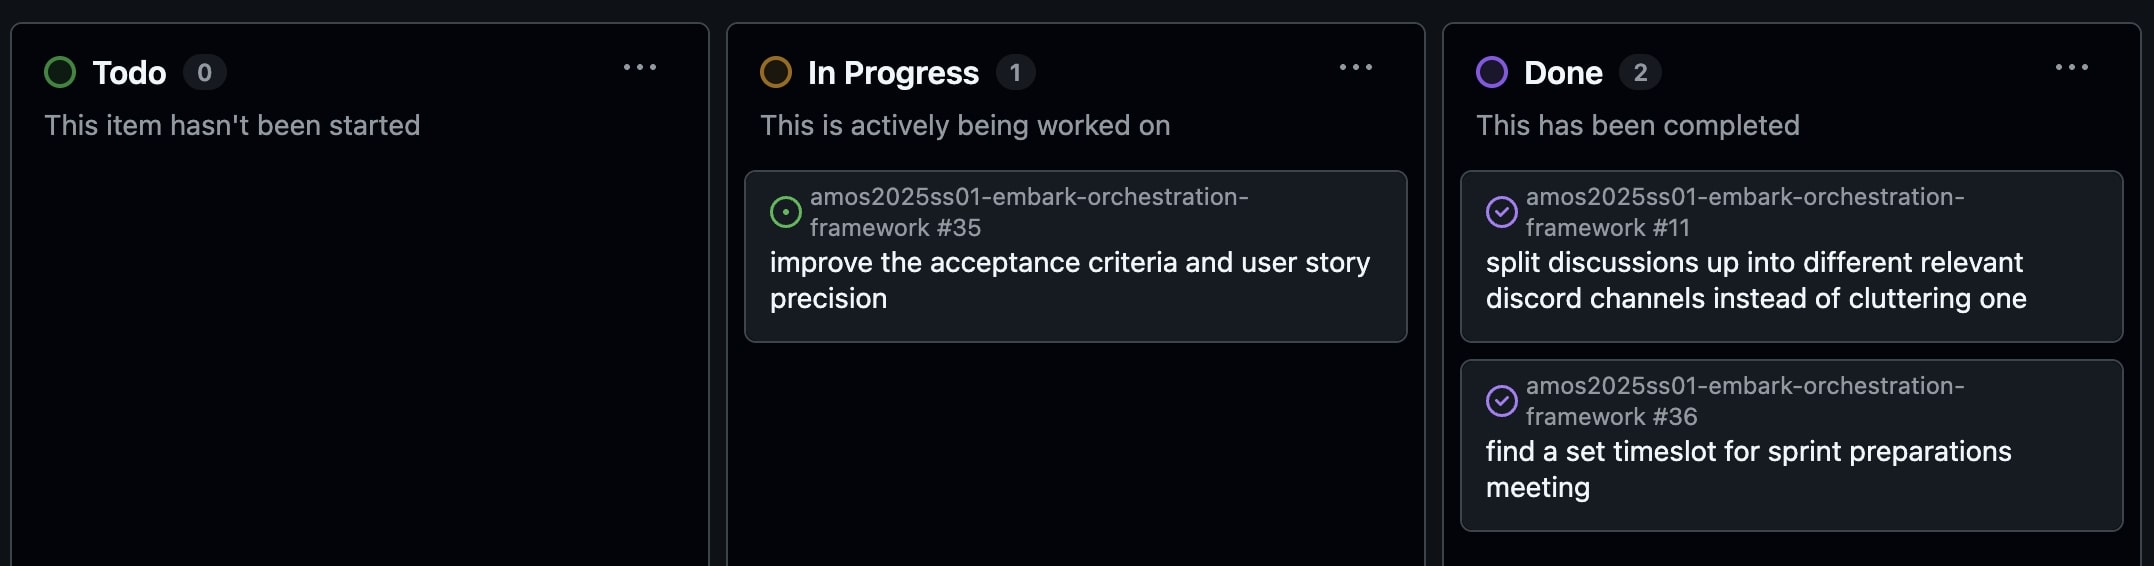 Todo 0
This item hasn't been started
In Progress 1
This is actively being worked on
amos2025ss01-embark-orchestration-
framework #35
improve the acceptance criteria and user story
precision
Done 2
This has been completed
amos2025ss01-embark-orchestration-
framework #11
split discussions up into different relevant
discord channels instead of cluttering one
amos2025ss01-embark-orchestration-
framework #36
find a set timeslot for sprint preparations
meeting